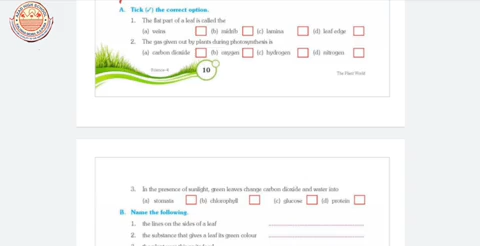 A. Tick (✓) the correct option.
1. The flat part of a leaf is called the
(a) veins (b) midrib (c) lamina (d) leaf edge
2. The gas given out by plants during photosynthesis is
(a) carbon dioxide (b) oxygen (c) hydrogen (d) nitrogen
Science-4 10 The Plant World
3. In the presence of sunlight, green leaves change carbon dioxide and water into
(a) stomata (b) chlorophyll (c) glucose (d) protein
B. Name the following.
1. the lines on the sides of a leaf
2. the substance that gives a leaf its green colour